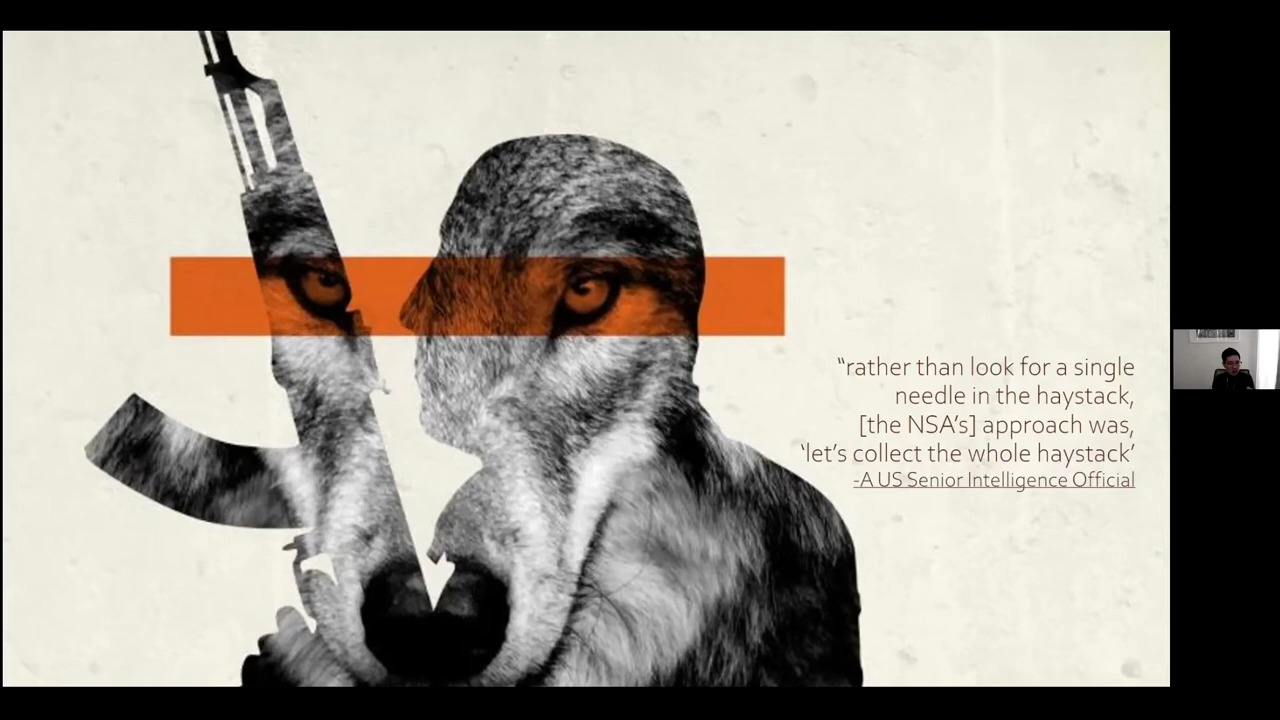 “rather than look for a single
needle in the haystack,
[the NSA’s] approach was,
‘let’s collect the whole haystack’
-A US Senior Intelligence Official